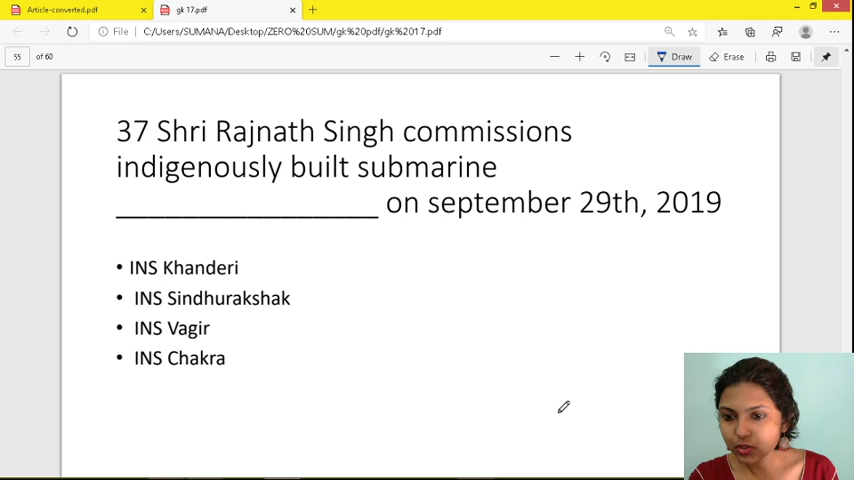 Article-converted.pdf
gk 17.pdf
File
C:/Users/SUMANA/Desktop/ZERO%20SUM/gk%20pdf/gk%2017.pdf
55 of 60
Draw
Erase
37 Shri Rajnath Singh commissions
indigenously built submarine
__________________ on september 29th, 2019
• INS Khanderi
• INS Sindhurakshak
• INS Vagir
• INS Chakra